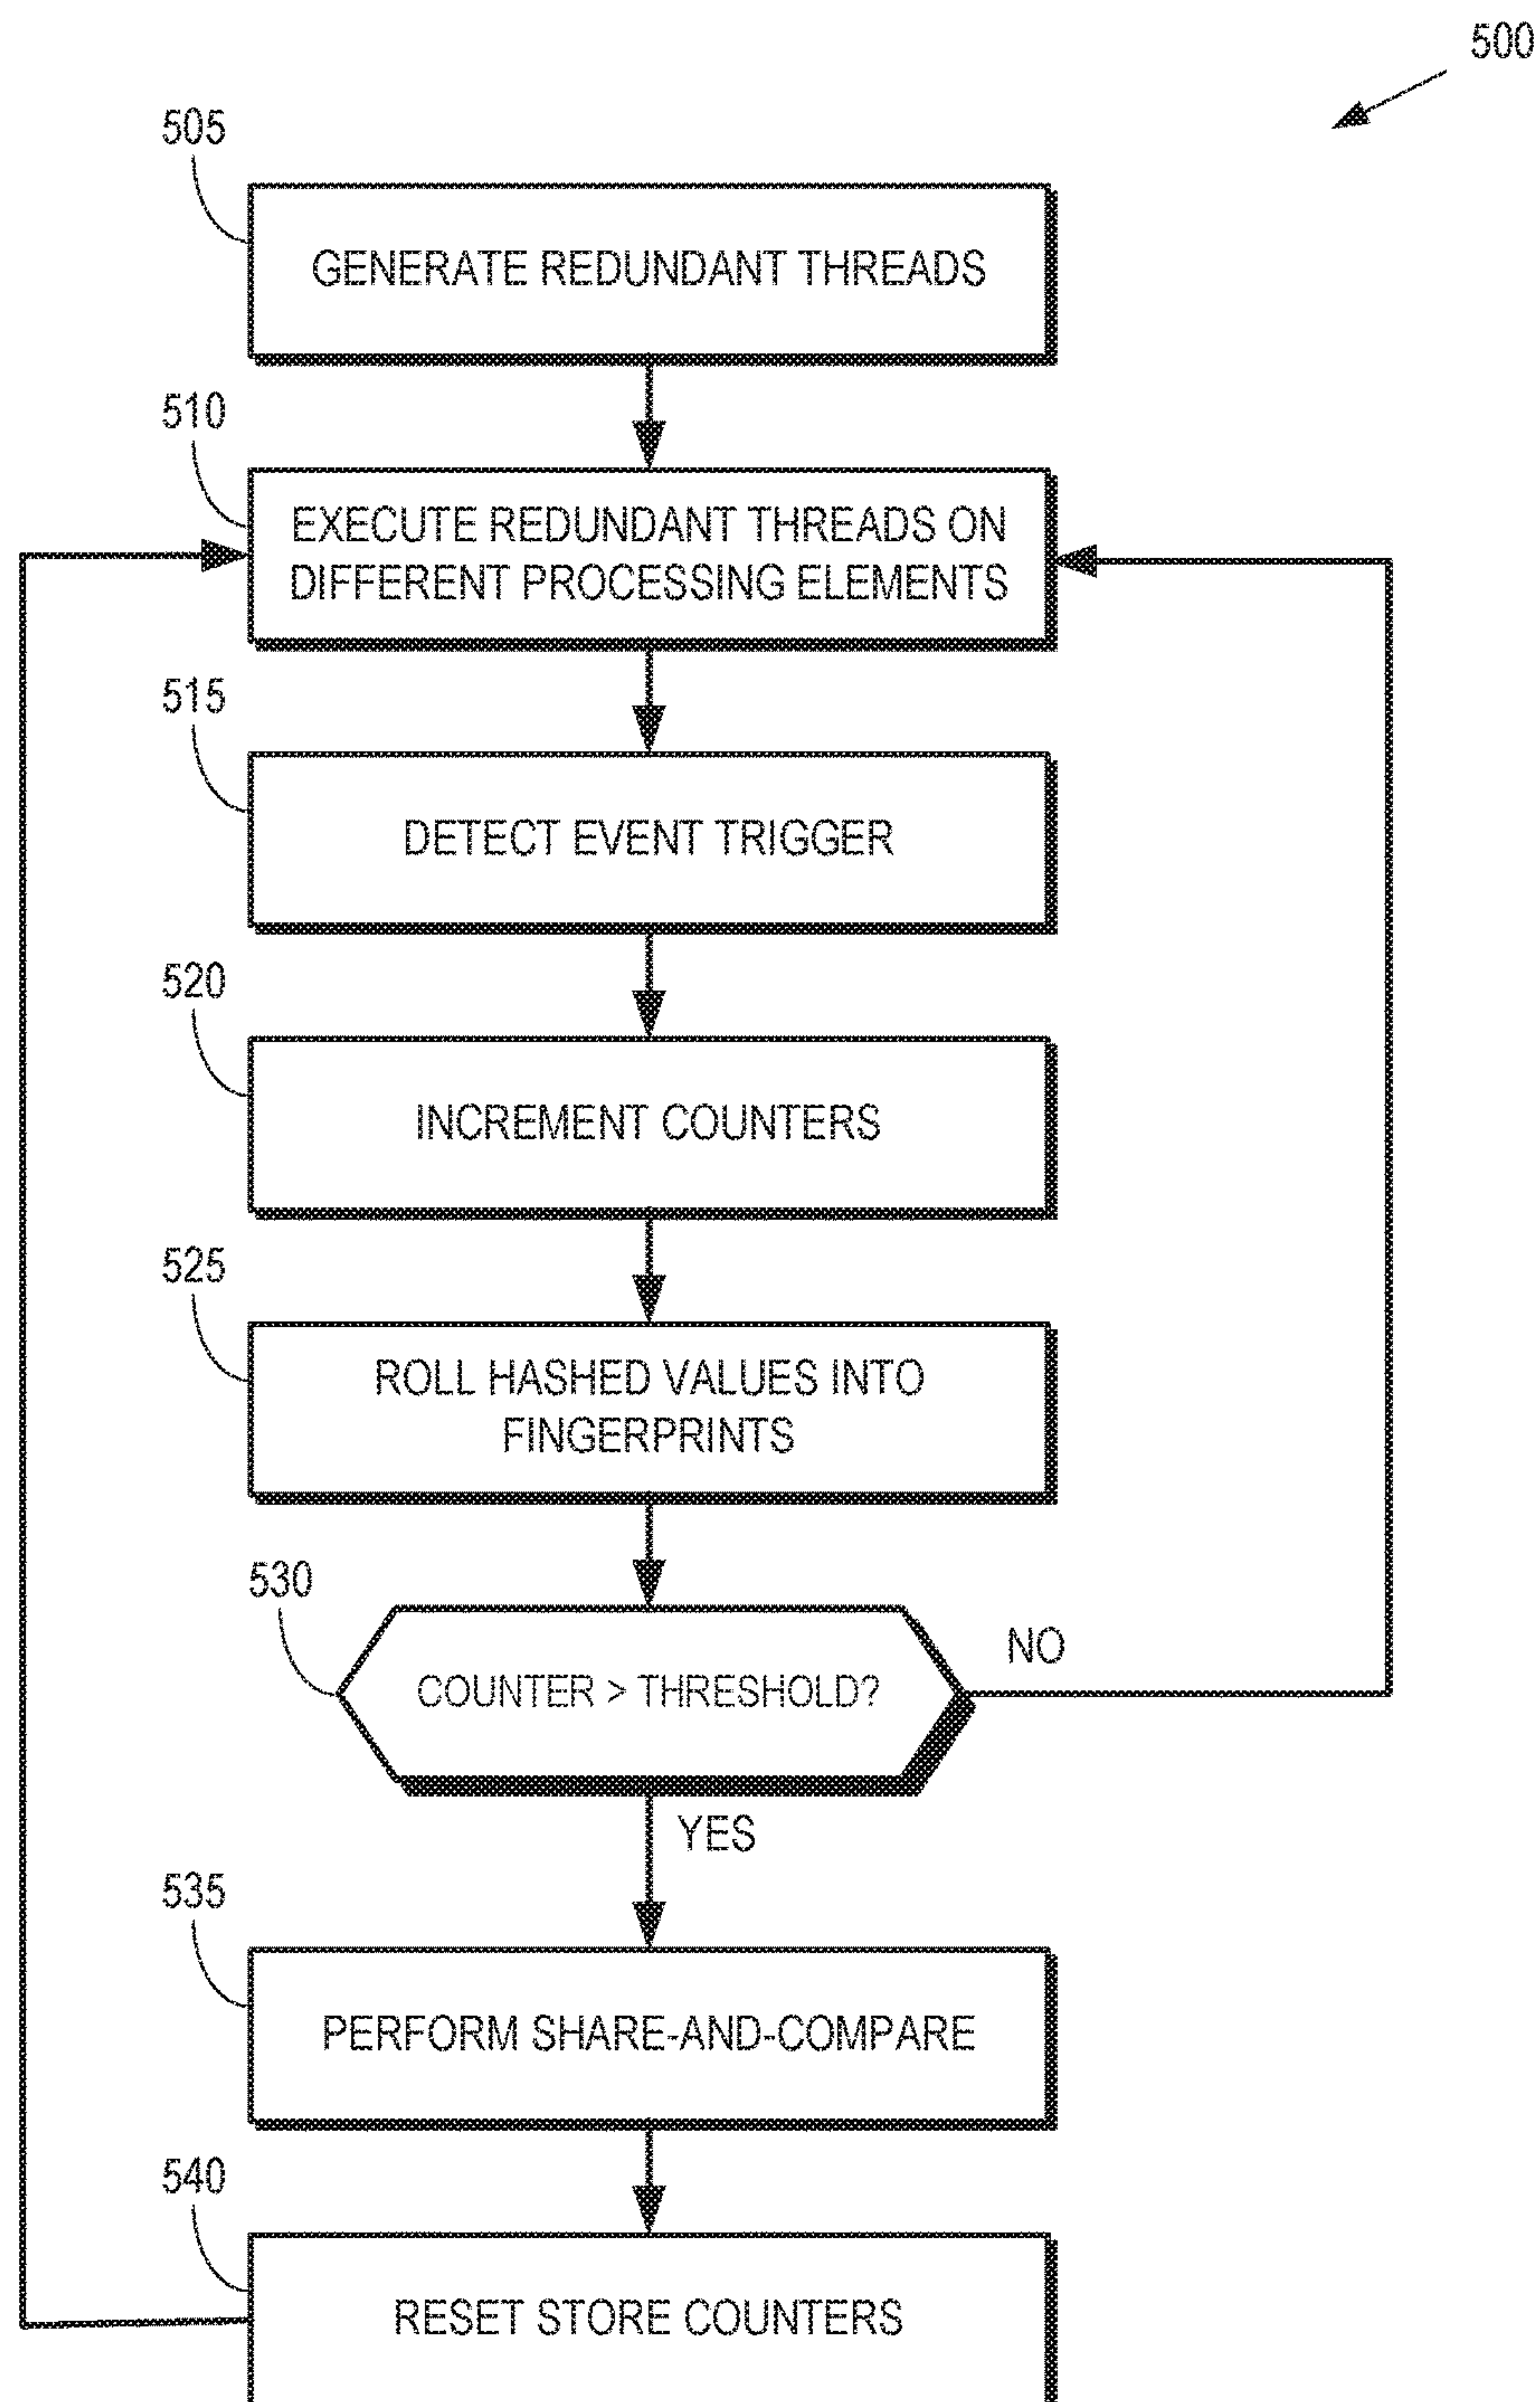 500
505
GENERATE REDUNDANT THREADS
510
EXECUTE REDUNDANT THREADS ON
DIFFERENT PROCESSING ELEMENTS
515
DETECT EVENT TRIGGER
520
INCREMENT COUNTERS
525
ROLL HASHED VALUES INTO
FINGERPRINTS
530
COUNTER > THRESHOLD?
NO
YES
535
PERFORM SHARE-AND-COMPARE
540
RESET STORE COUNTERS